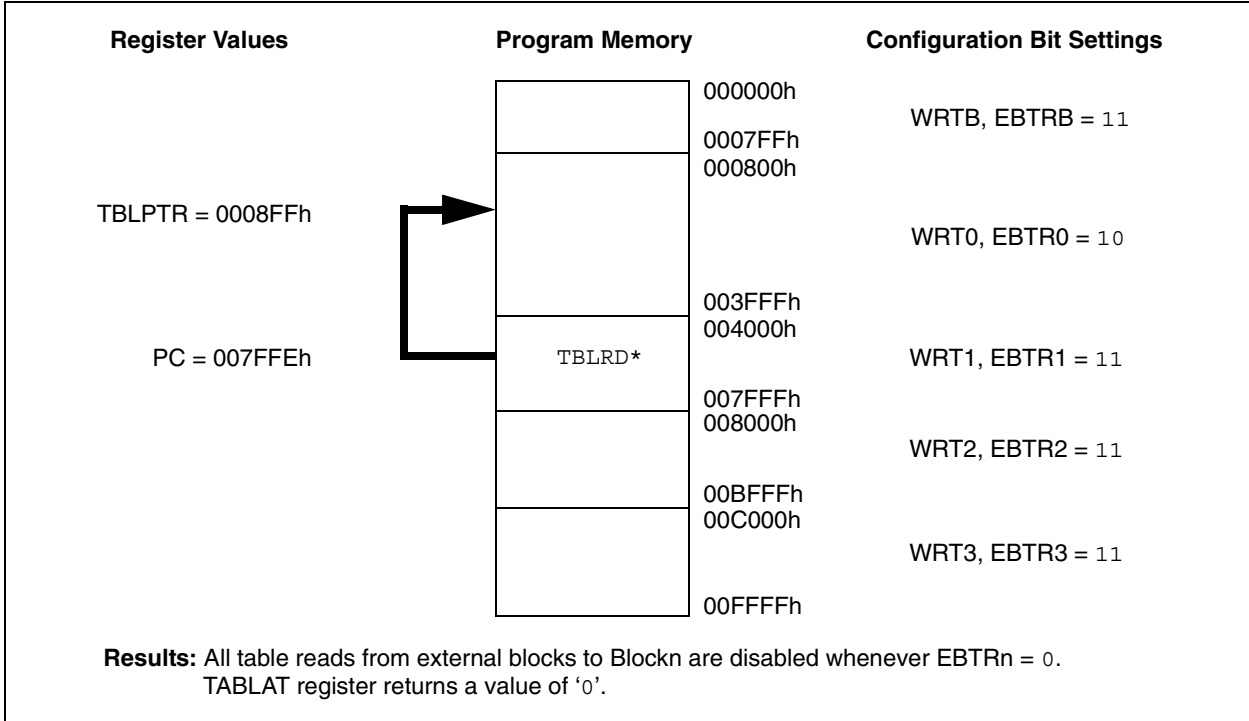 Register Values Program Memory Configuration Bit Settings
000000h
WRTB, EBTRB = 11
0007FFh
000800h
TBLPTR = 0008FFh
WRT0, EBTR0 = 10
003FFFh
004000h
PC = 007FFEh TBLRD* WRT1, EBTR1 = 11
007FFFh
008000h
WRT2, EBTR2 = 11
00BFFFh
00C000h
WRT3, EBTR3 = 11
00FFFFh
Results: All table reads from external blocks to Blockn are disabled whenever EBTRn = 0.
TABLAT register returns a value of ‘0’.